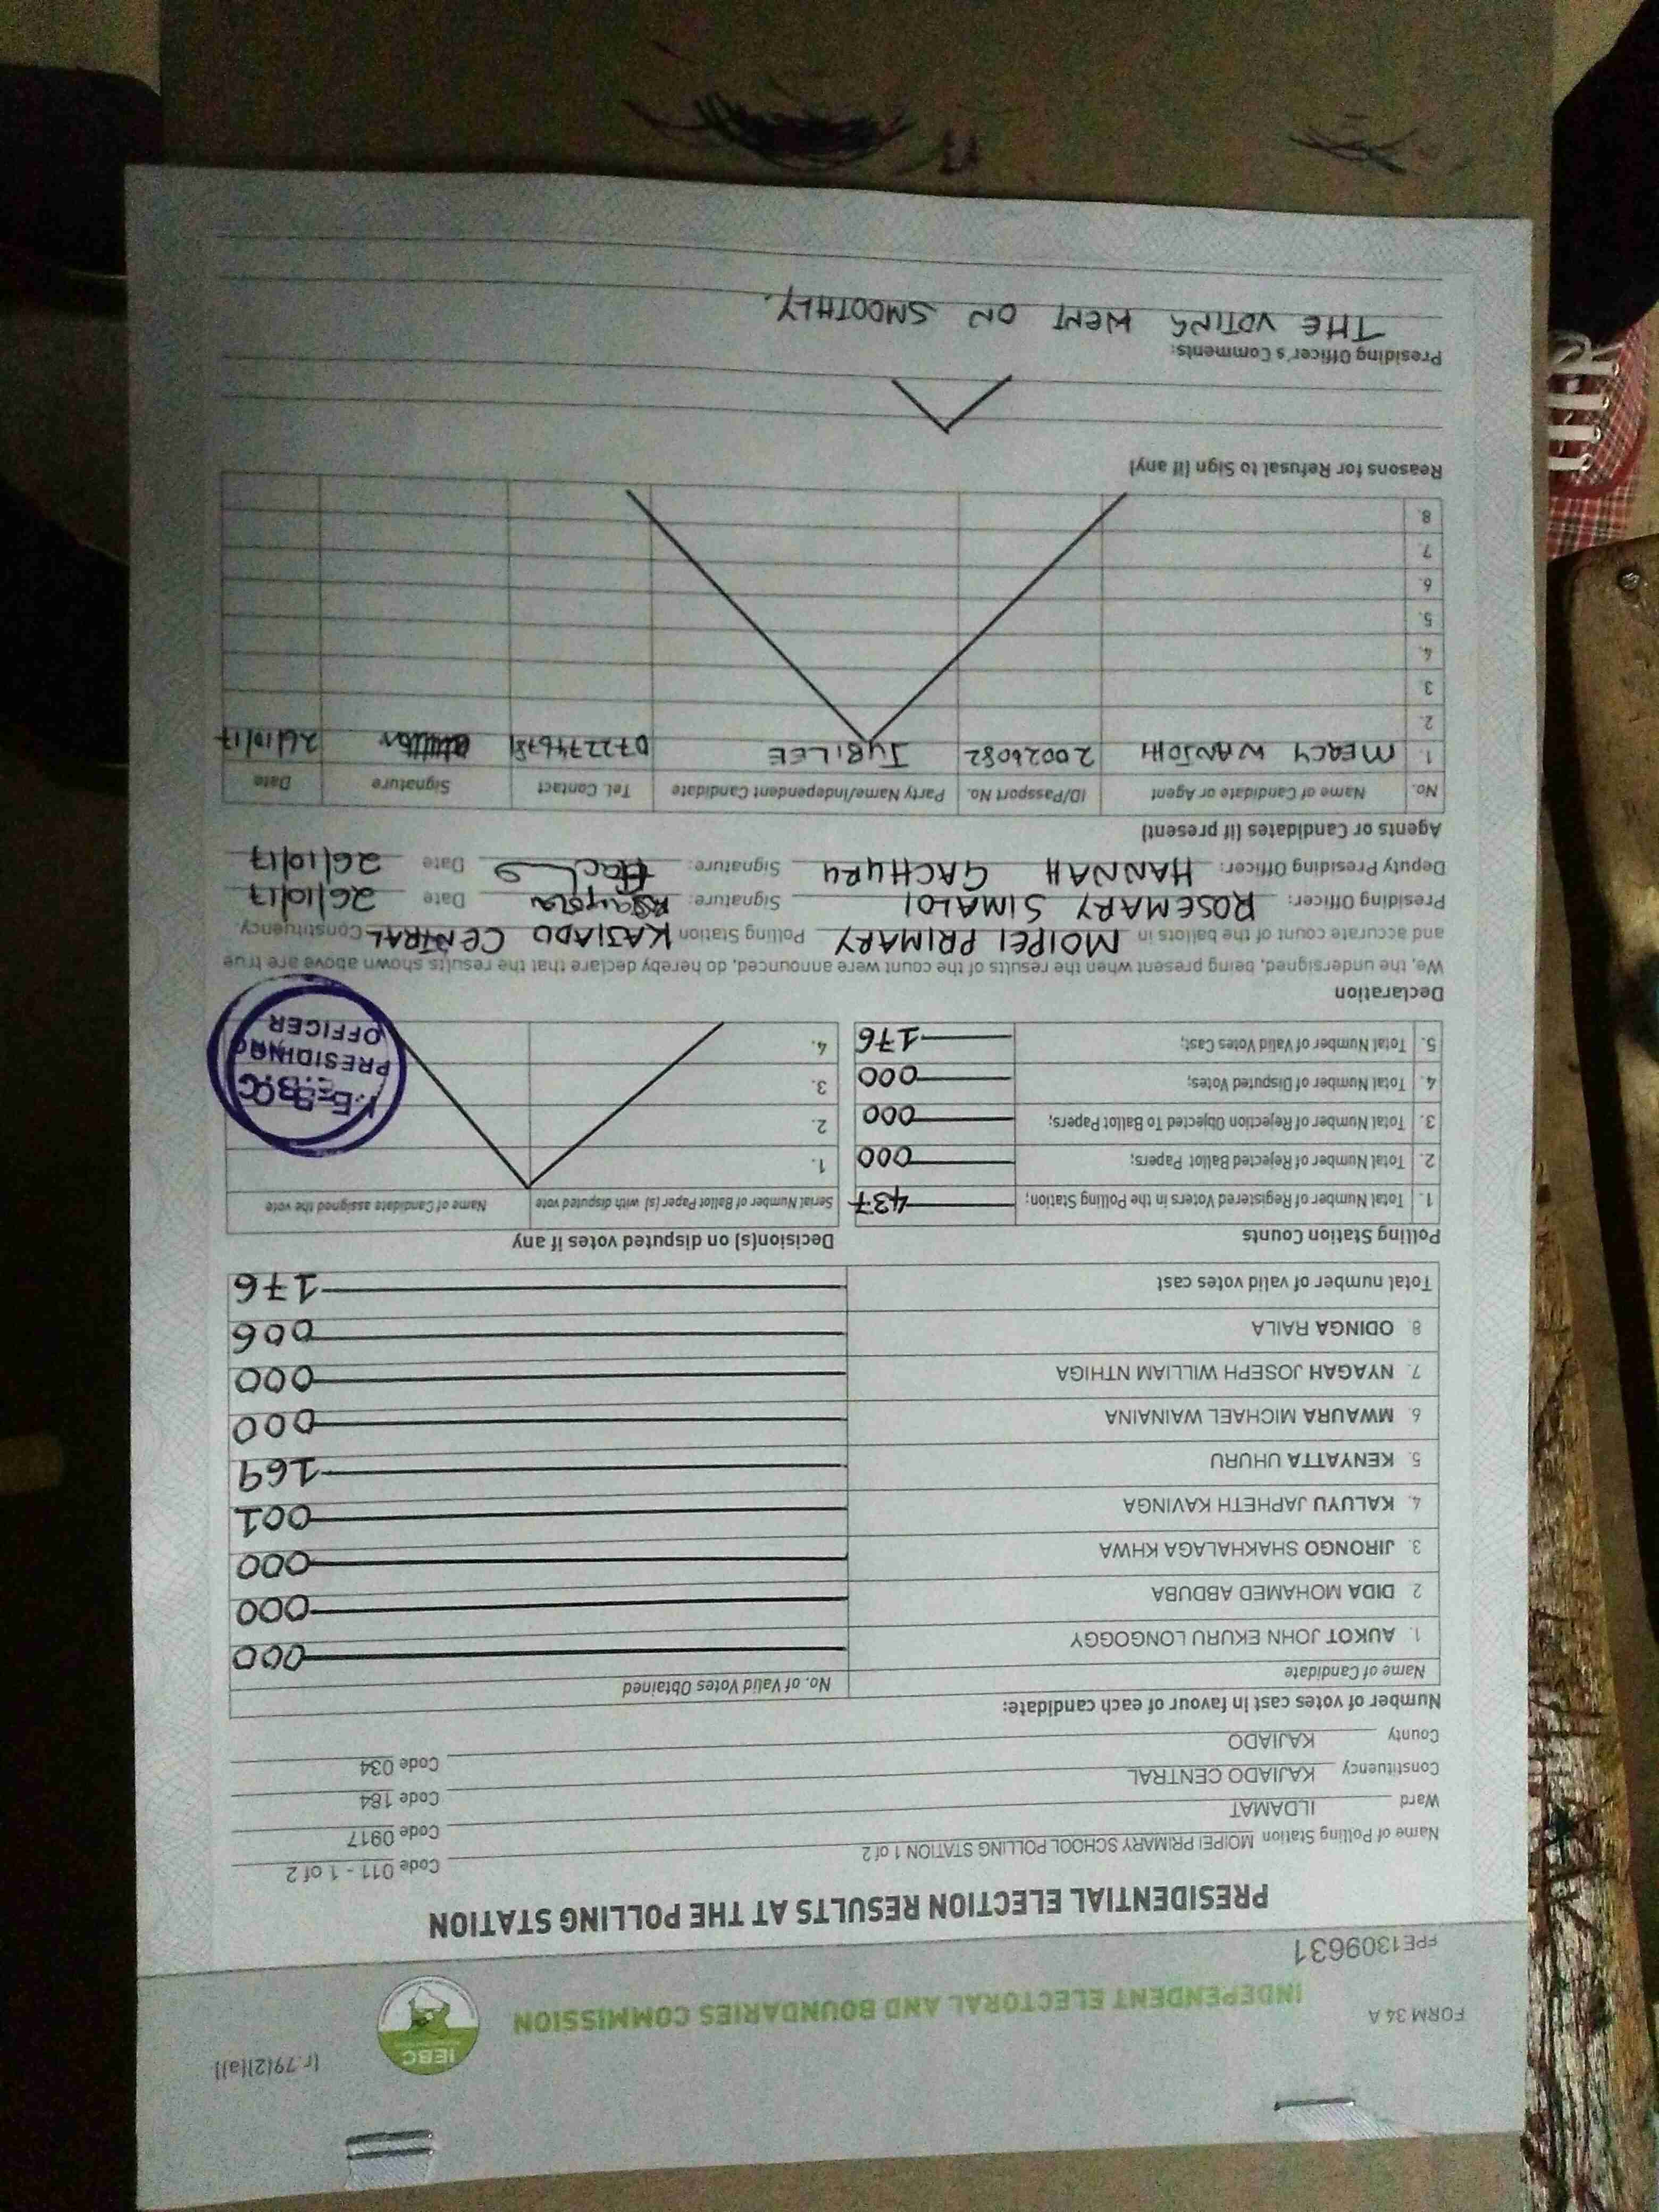 FORM 34 A
[r.79(2)(a)]
INDEPENDENT ELECTORAL AND BOUNDARIES COMMISSION
IEBC
FPE1309631
PRESIDENTIAL ELECTION RESULTS AT THE POLLING STATION
Name of Polling Station MOIPEI PRIMARY SCHOOL POLLING STATION 1 of 2 Code 011 - 1 of 2
Ward ILDAMAT Code 0917
Constituency KAJIADO CENTRAL Code 184
County KAJIADO Code 034
Number of votes cast in favour of each candidate:
Name of Candidate No. of Valid Votes Obtained
1. AUKOT JOHN EKURU LONGOGGY 000
2 DIDA MOHAMED ABDUBA 000
3. JIRONGO SHAKHALAGA KHWA 000
4. KALUYU JAPHETH KAVINGA 001
5. KENYATTA UHURU 169
6. MWAURA MICHAEL WAINAINA 000
7. NYAGAH JOSEPH WILLIAM NTHIGA 000
8 ODINGA RAILA 006
Total number of valid votes cast 176
Polling Station Counts
1. Total Number of Registered Voters in the Polling Station; 437
2. Total Number of Rejected Ballot Papers; 000
3. Total Number of Rejection Objected To Ballot Papers; 000
4. Total Number of Disputed Votes; 000
5. Total Number of Valid Votes Cast; 176
Decision(s) on disputed votes if any
Serial Number of Ballot Paper (s) with disputed vote Name of Candidate assigned the vote
1.
2.
3.
4.
I.E.B.C
PRESIDING
OFFICER
Declaration
We, the undersigned, being present when the results of the count were announced, do hereby declare that the results shown above are true
and accurate count of the ballots in MOIPEI PRIMARY Polling Station KAJIADO CENTRAL Constituency.
Presiding Officer: ROSEMARY SIMALOI Signature: Date 26/10/17
Deputy Presiding Officer: HANNAH GACHURU Signature: Date 26/10/17
Agents or Candidates (if present)
No. Name of Candidate or Agent ID/Passport No. Party Name/Independent Candidate Tel. Contact Signature Date
1. MERCY WANJOHI 20026082 JUBILEE 26/10/17
2.
3
4.
5.
6.
7
8.
Reasons for Refusal to Sign (if any)
Presiding Officer's Comments:
THE VOTING WENT ON SMOOTHLY.